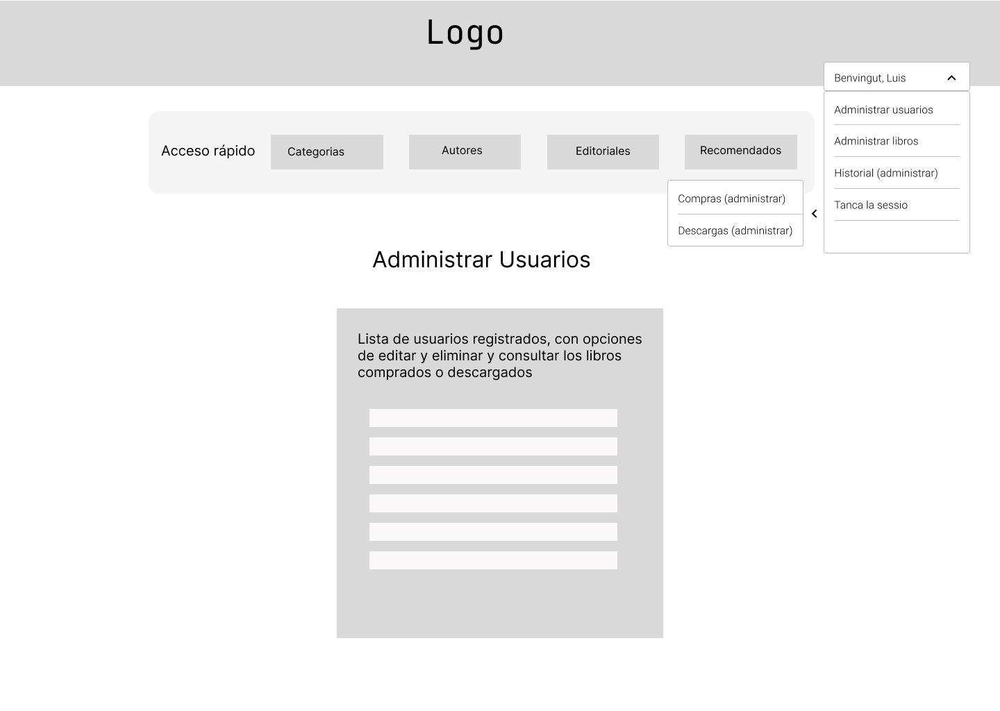 Logo
Benvingut, Luis
Administrar usuarios
Administrar libros
Historial (administrar)
Tanca la sessio
Acceso rápido
Categorias
Autores
Editoriales
Recomendados
Compras (administrar)
Descargas (administrar)
Administrar Usuarios
Lista de usuarios registrados, con opciones
de editar y eliminar y consultar los libros
comprados o descargados